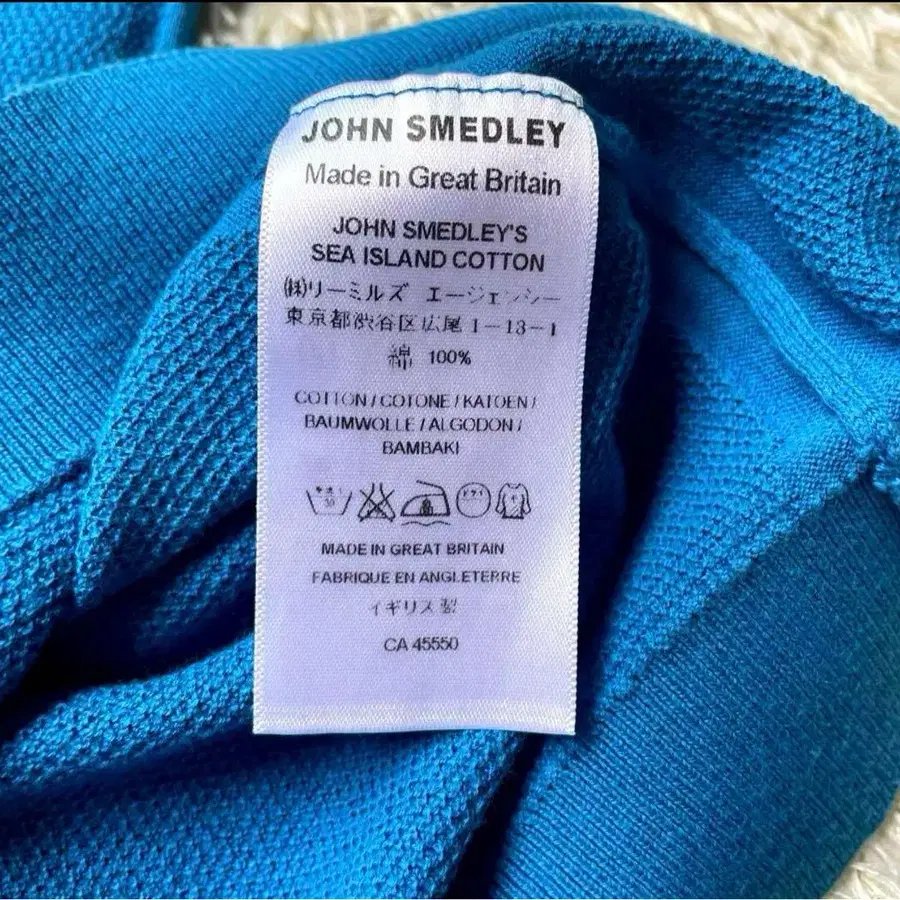 JOHN SMEDLEY
Made in Great Britain
JOHN SMEDLEY'S
SEA ISLAND COTTON
㈱リーミルズ エージェンシー
東京都渋谷区広尾1-13-1
綿 100%
COTTON / COTONE / KATOEN /
BAUMWOLLE / ALGODON /
BAMBAKI
MADE IN GREAT BRITAIN
FABRIQUE EN ANGLETERRE
イギリス製
CA 45550